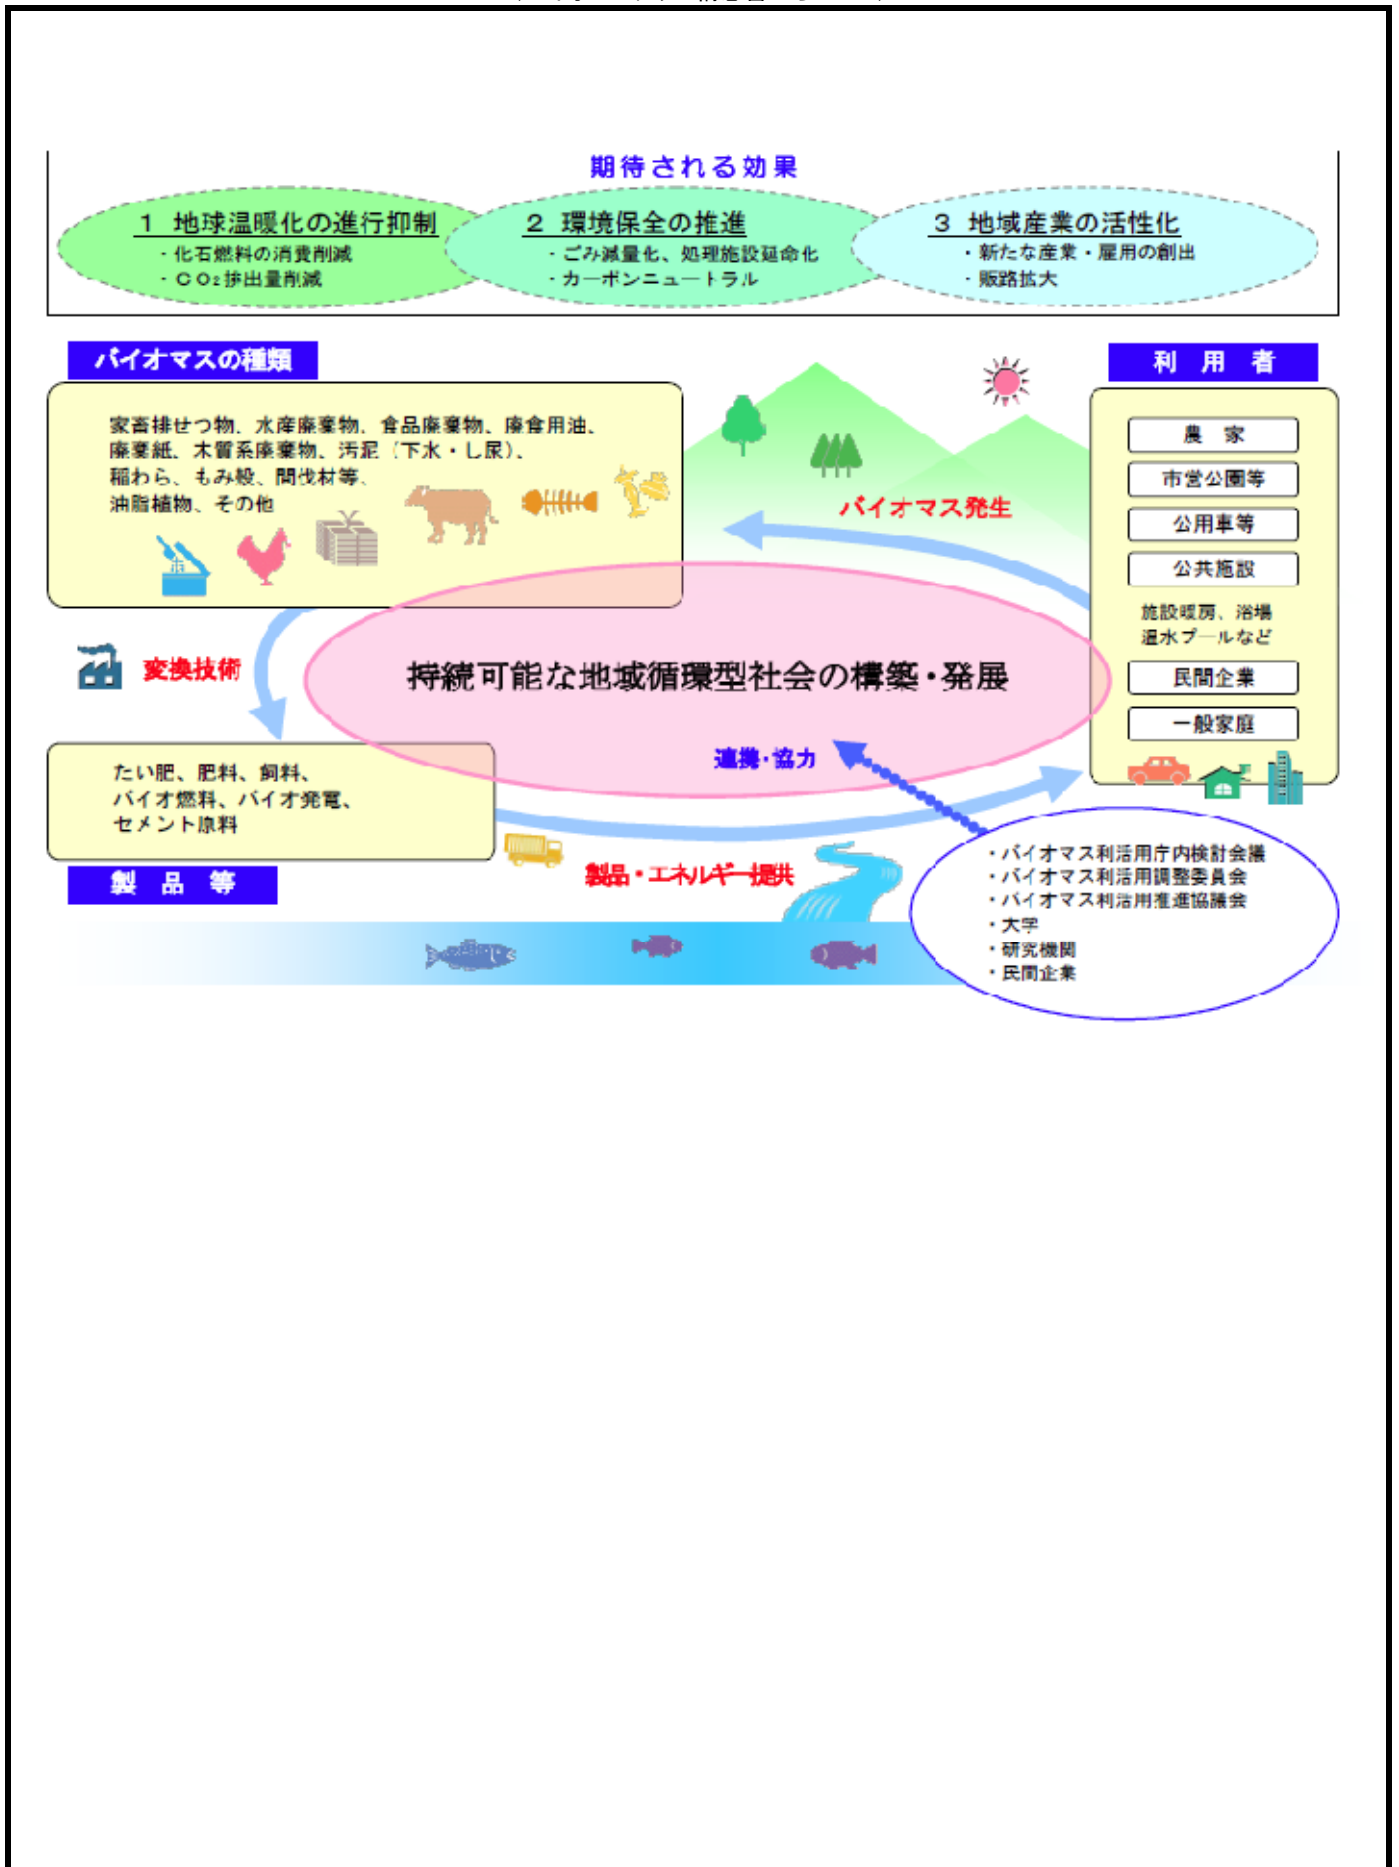 期待される効果
1 地球温暖化の進行抑制
・化石燃料の消費削減
・CO2排出量削減
2 環境保全の推進
・ごみ減量化、処理施設延命化
・カーボンニュートラル
3 地域産業の活性化
・新たな産業・雇用の創出
・販路拡大
バイオマスの種類
家畜排せつ物、水産廃棄物、食品廃棄物、廃食用油、
廃棄紙、木質系廃棄物、汚泥（下水・し尿）、
稲わら、もみ殻、間伐材等、
油脂植物、その他
バイオマス発生
利 用 者
農 家
市営公園等
公用車等
公共施設
施設暖房、浴場
温水プールなど
民間企業
一般家庭
変換技術
持続可能な地域循環型社会の構築・発展
連携・協力
たい肥、肥料、飼料、
バイオ燃料、バイオ発電、
セメント原料
製 品 等
製品・エネルギー提供
・バイオマス利活用庁内検討会議
・バイオマス利活用調整委員会
・バイオマス利活用推進協議会
・大学
・研究機関
・民間企業